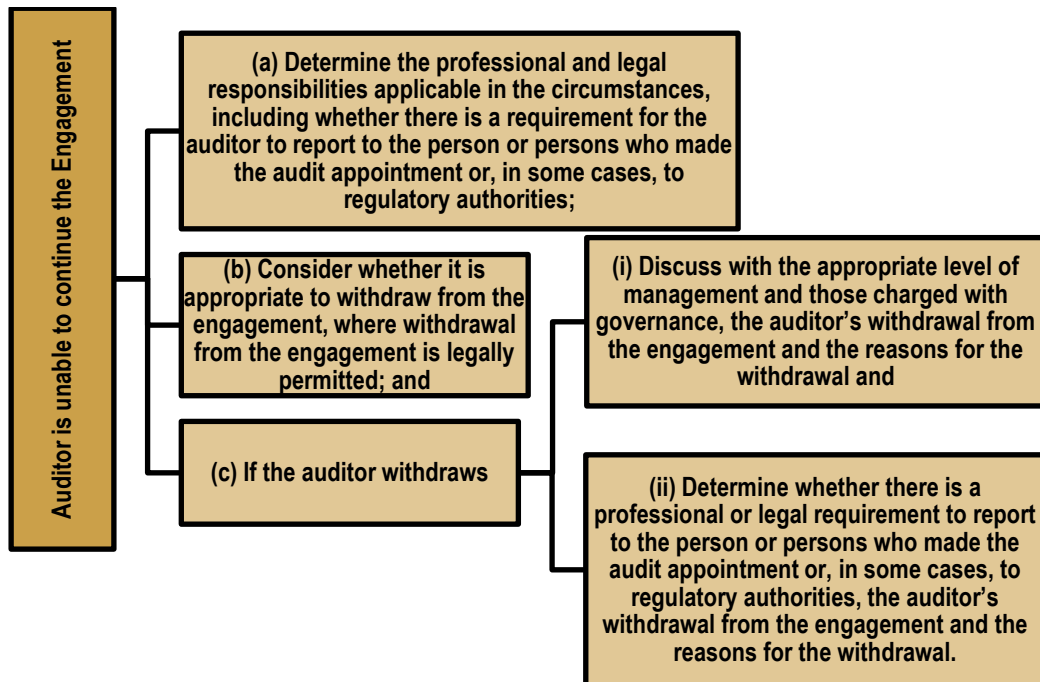 Auditor is unable to continue the Engagement
(a) Determine the professional and legal
responsibilities applicable in the circumstances,
including whether there is a requirement for the
auditor to report to the person or persons who made
the audit appointment or, in some cases, to
regulatory authorities;
(b) Consider whether it is
appropriate to withdraw from the
engagement, where withdrawal
from the engagement is legally
permitted; and
(c) If the auditor withdraws
(i) Discuss with the appropriate level of
management and those charged with
governance, the auditor’s withdrawal from
the engagement and the reasons for the
withdrawal and
(ii) Determine whether there is a
professional or legal requirement to report
to the person or persons who made the
audit appointment or, in some cases, to
regulatory authorities, the auditor’s
withdrawal from the engagement and the
reasons for the withdrawal.